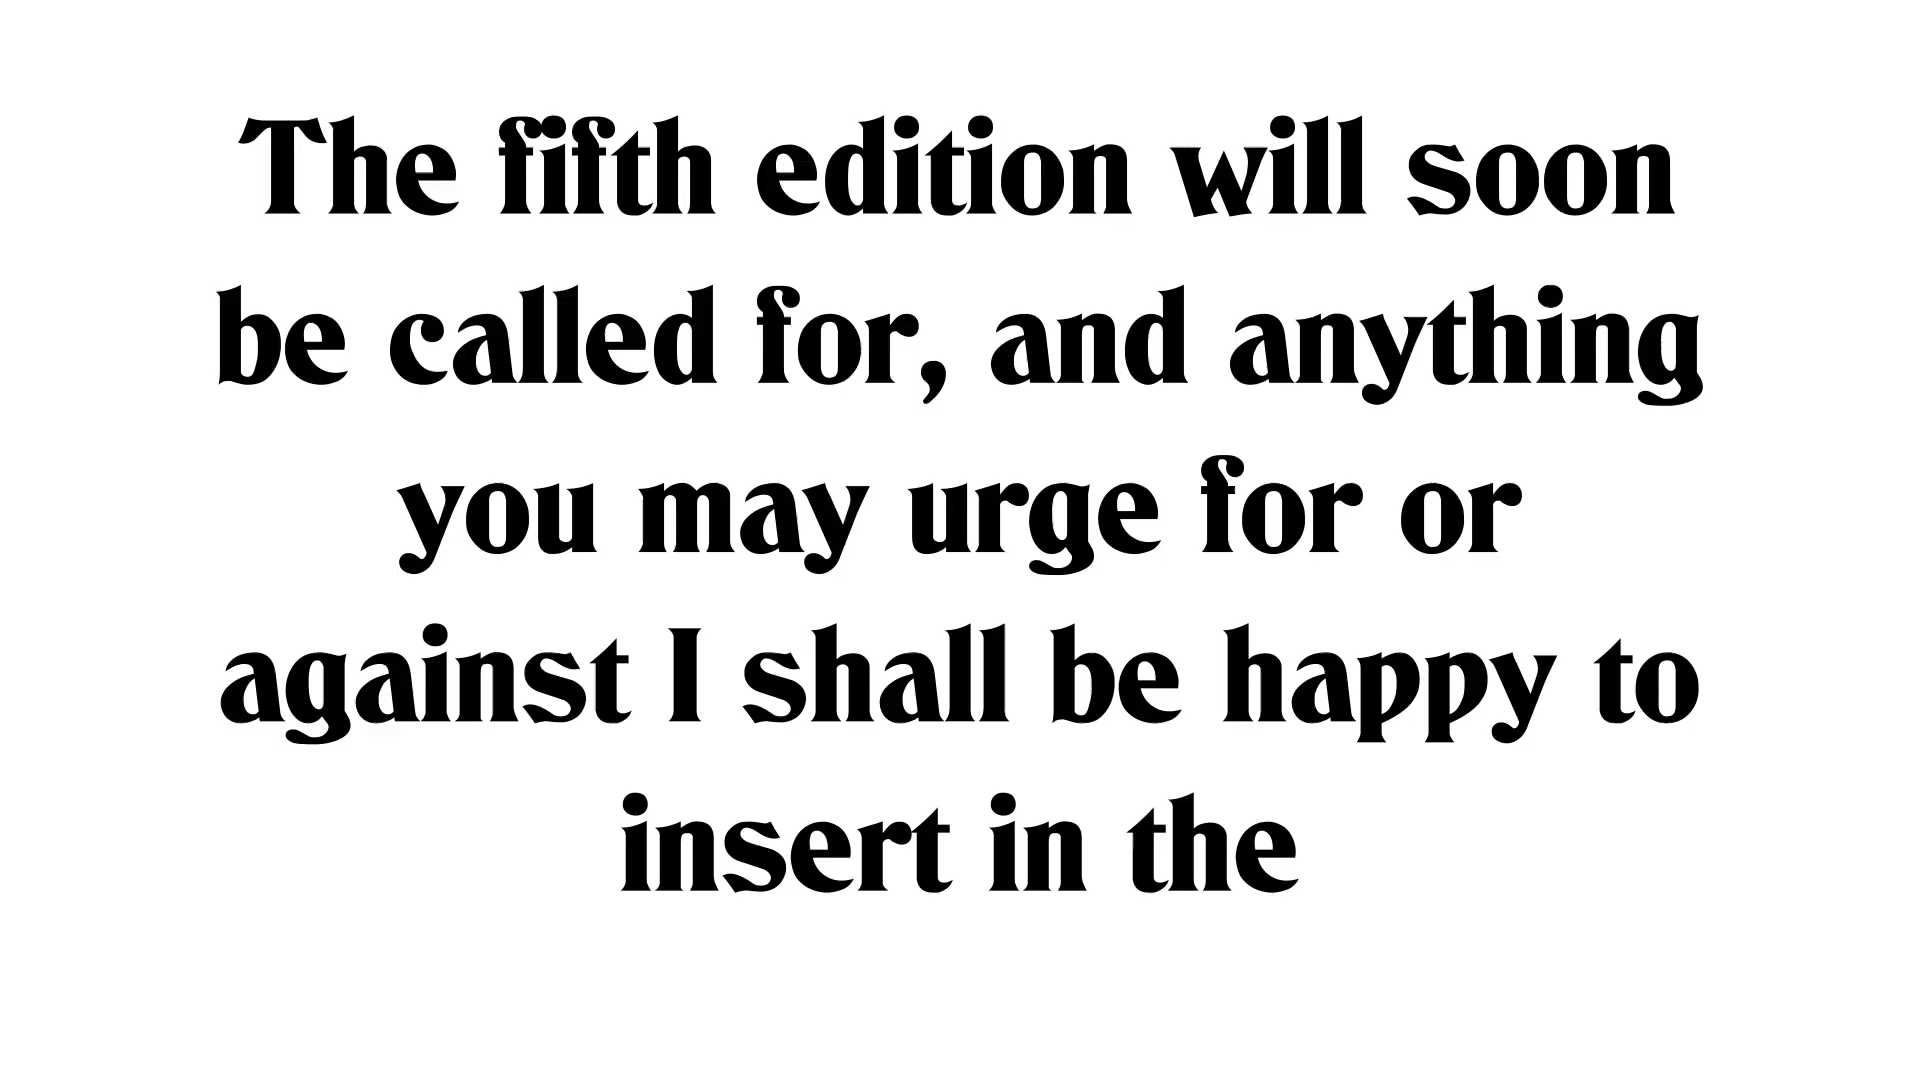 The fifth edition will soon
be called for, and anything
you may urge for or
against I shall be happy to
insert in the